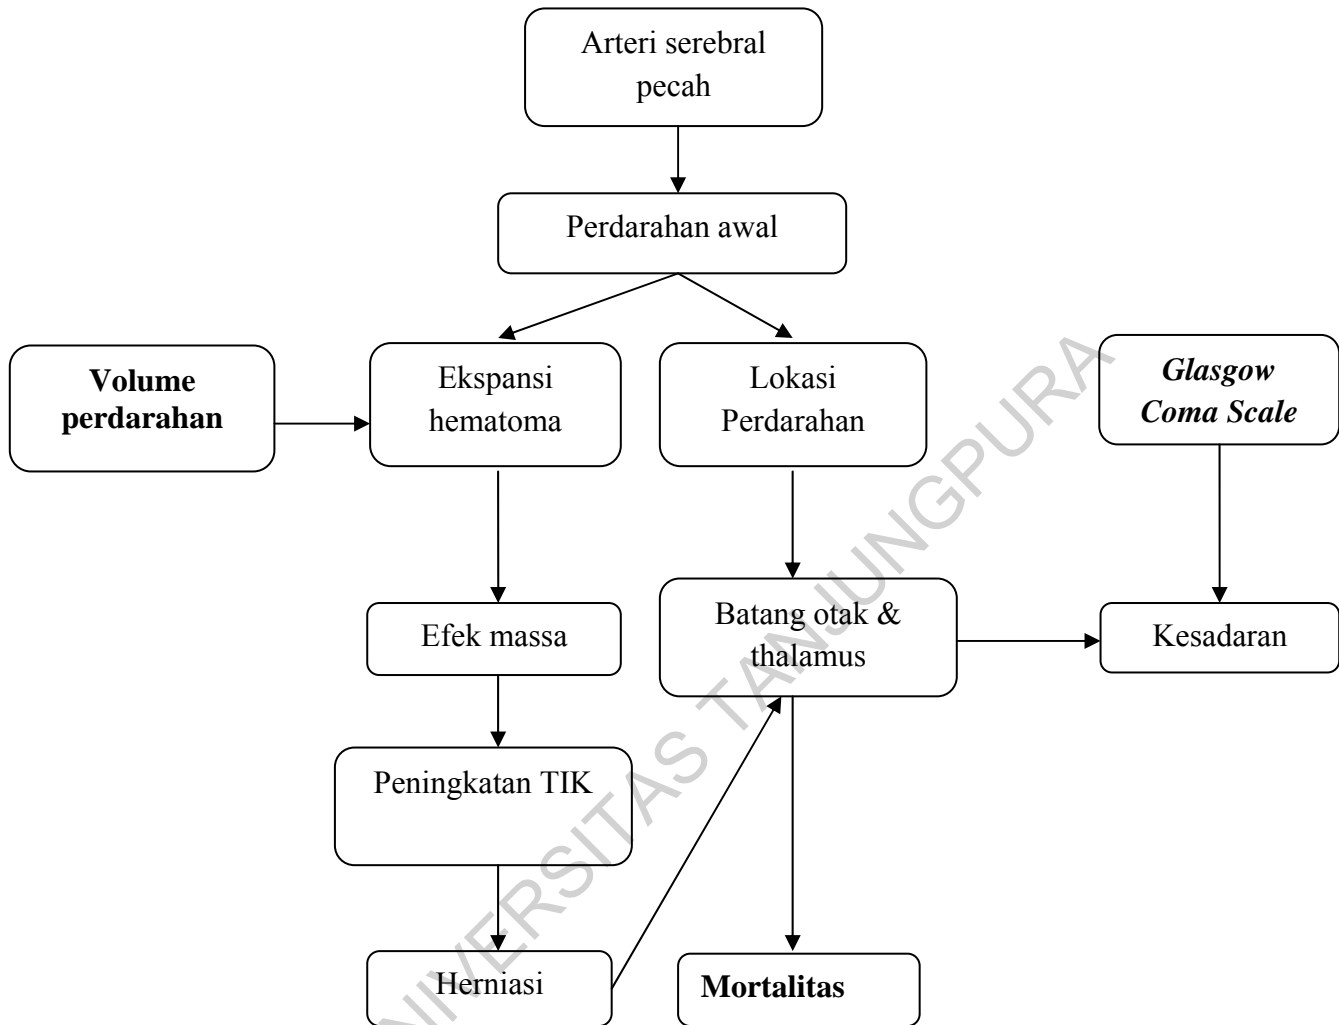 Arteri serebral
pecah
Perdarahan awal
Volume
perdarahan
Ekspansi
hematoma
Lokasi
Perdarahan
Glasgow
Coma Scale
Efek massa
Batang otak &
thalamus
Kesadaran
Peningkatan TIK
Herniasi
Mortalitas
UNIVERSITAS TANJUNGPURA